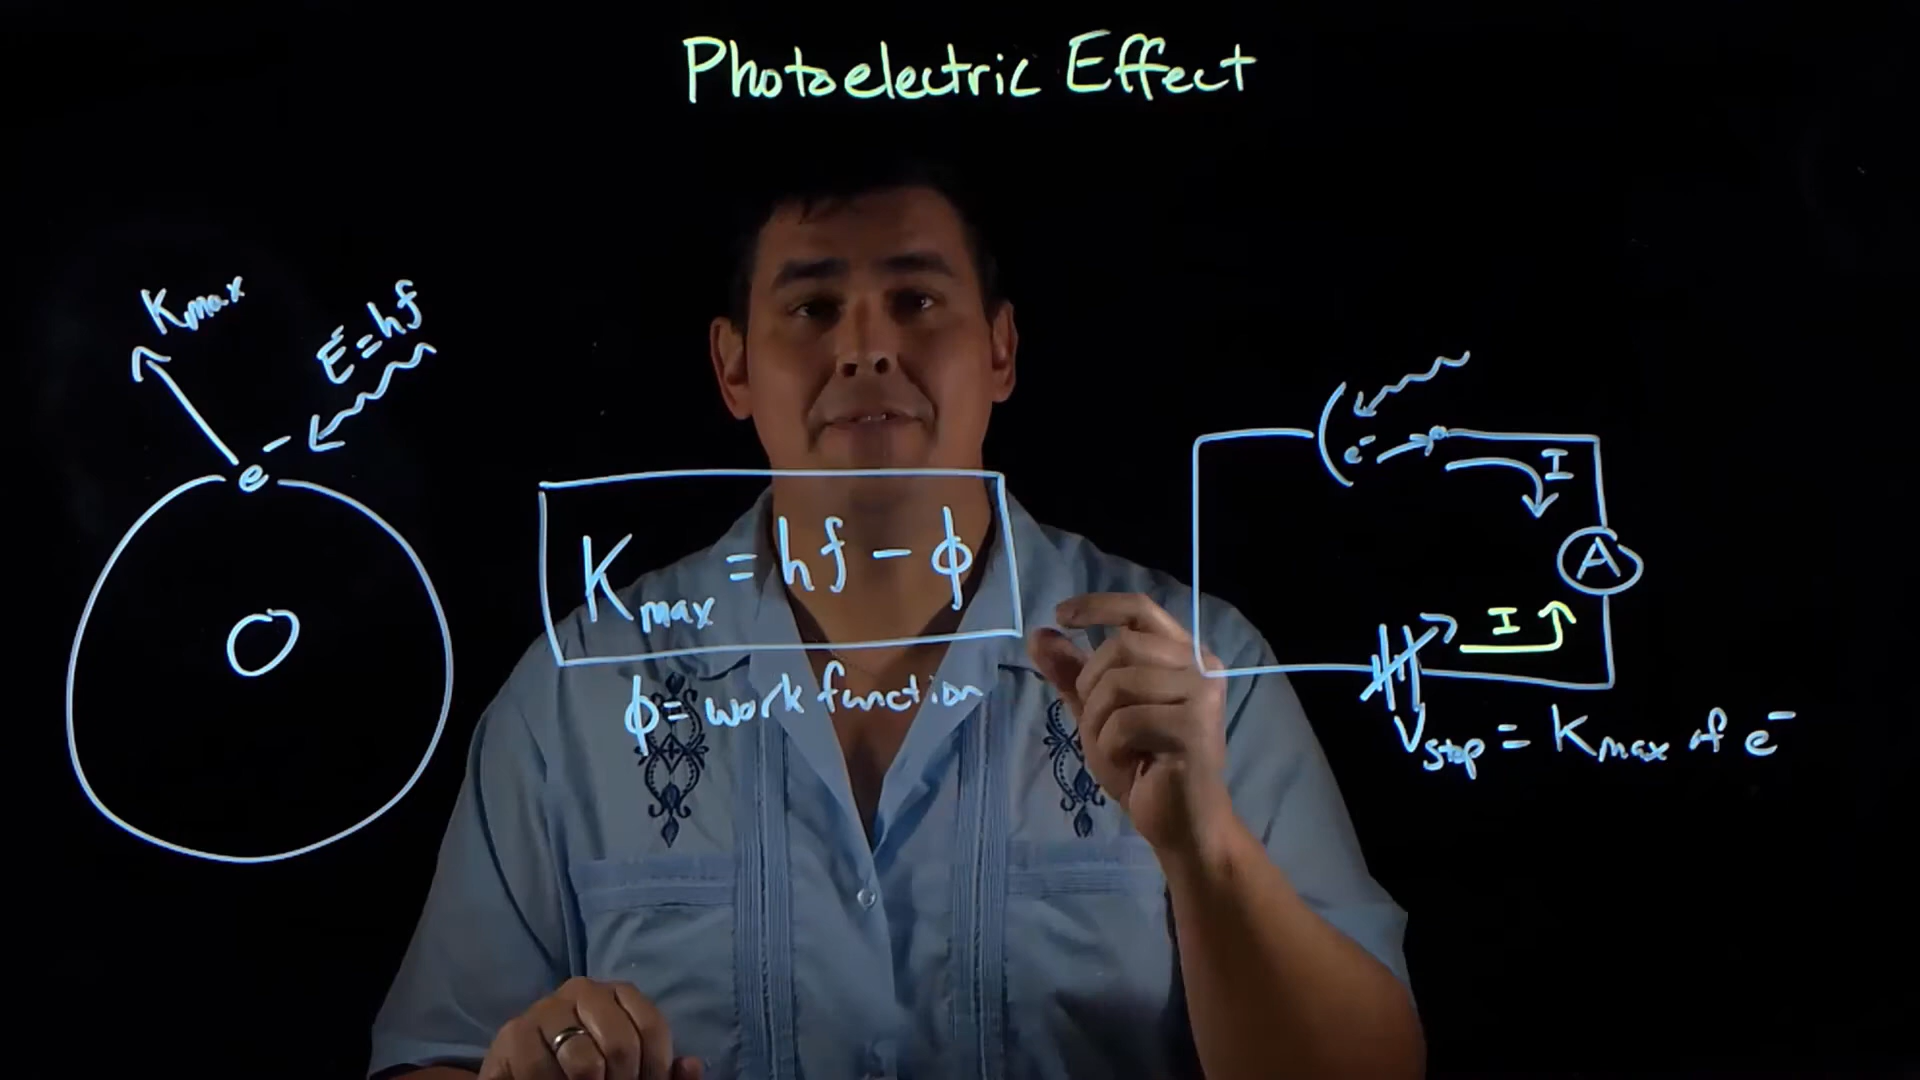 Photoelectric Effect
Kmax
E=hf
e-
Kmax = hf - ϕ
ϕ = work function
e-
I
A
I
Vstop = Kmax of e-